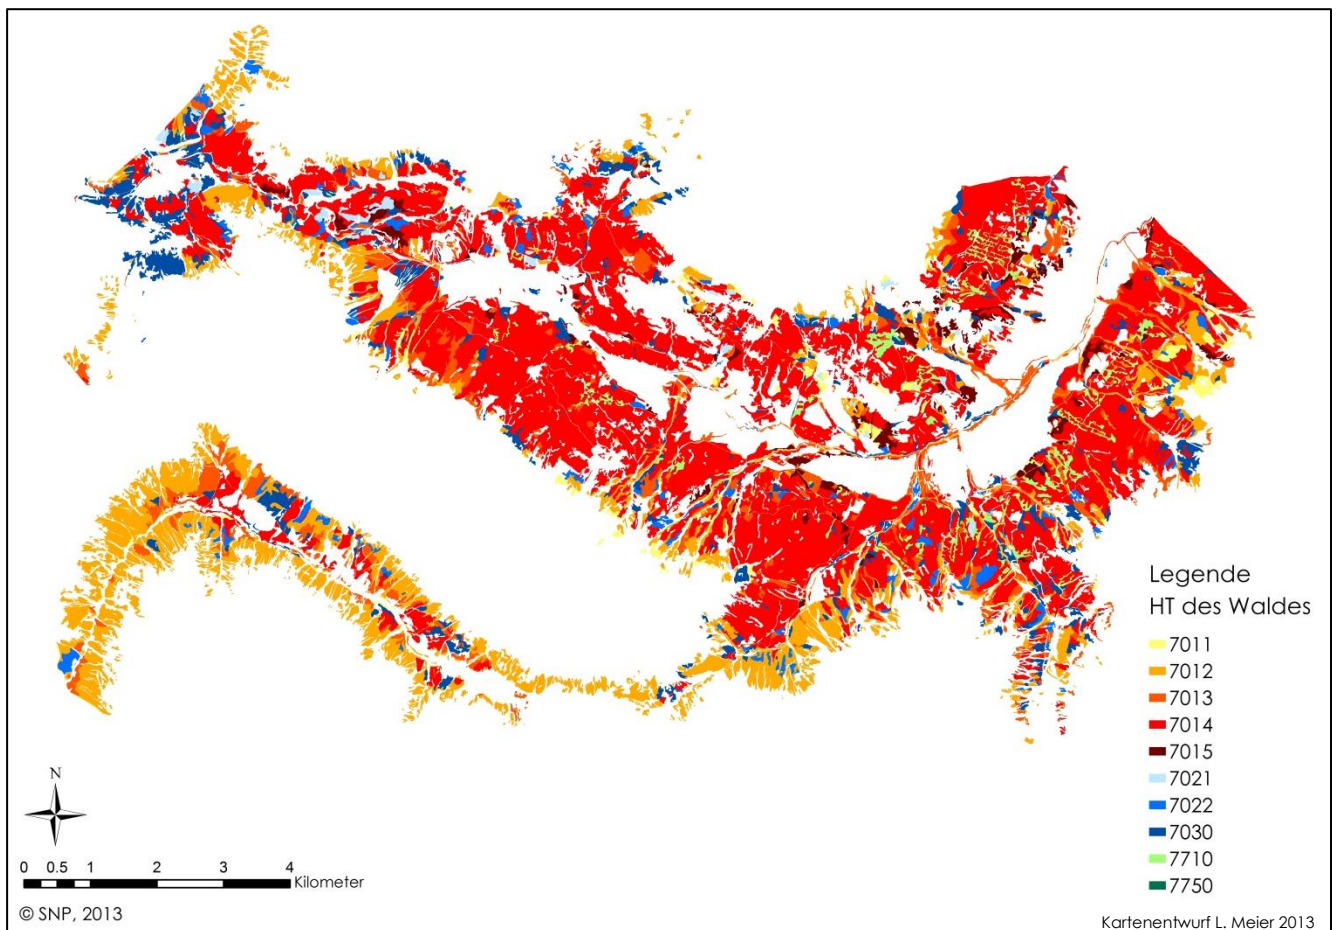 Legende
HT des Waldes
7011
7012
7013
7014
7015
7021
7022
7030
7710
7750
N
0 0.5 1 2 3 4
Kilometer
© SNP, 2013
Kartenentwurf L. Meier 2013